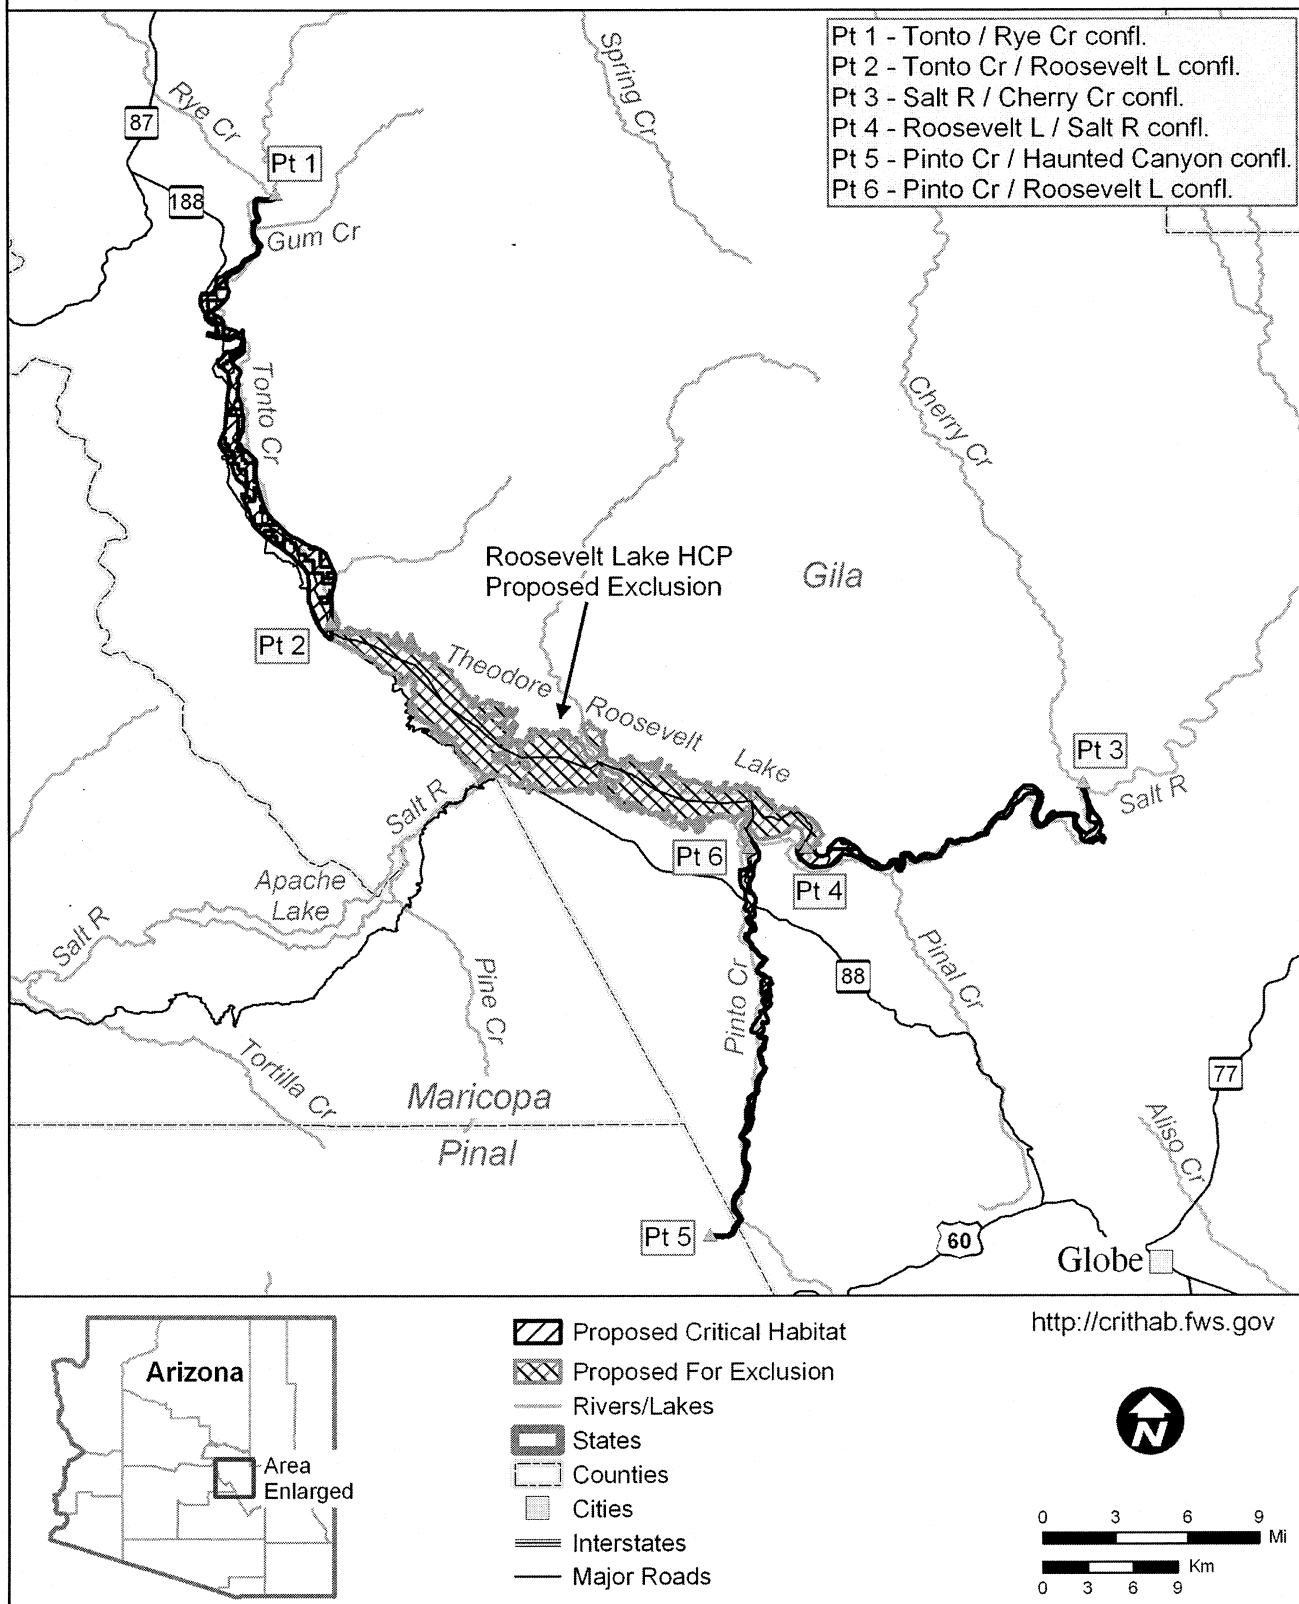 Pt 1 - Tonto / Rye Cr confl.
Pt 2 - Tonto Cr / Roosevelt L confl.
Pt 3 - Salt R / Cherry Cr confl.
Pt 4 - Roosevelt L / Salt R confl.
Pt 5 - Pinto Cr / Haunted Canyon confl.
Pt 6 - Pinto Cr / Roosevelt L confl.
Spring Cr
Rye Cr
87
Pt 1
188
Gum Cr
Tonto Cr
Cherry Cr
Roosevelt Lake HCP
Proposed Exclusion
Gila
Pt 2
Theodore Roosevelt Lake
Pt 3
Salt R
Salt R
Pt 6
Pt 4
Apache
Lake
Salt R
Pinal Cr
88
Pine Cr
Pinto Cr
Tortilla Cr
77
Maricopa
Aliso Cr
Pinal
Pt 5
60
Globe
Arizona
Area
Enlarged
Proposed Critical Habitat
Proposed For Exclusion
Rivers/Lakes
States
Counties
Cities
Interstates
Major Roads
http://crithab.fws.gov
N
0 3 6 9
Mi
Km
0 3 6 9